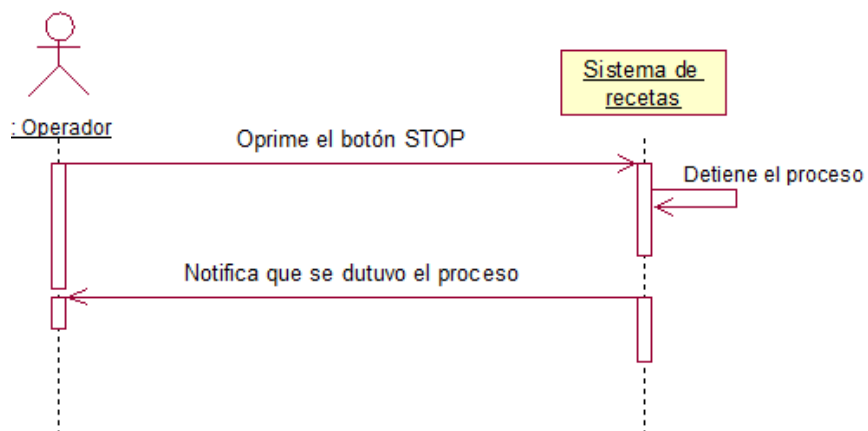 Sistema de
recetas
: Operador
Oprime el botón STOP
Detiene el proceso
Notifica que se dutuvo el proceso